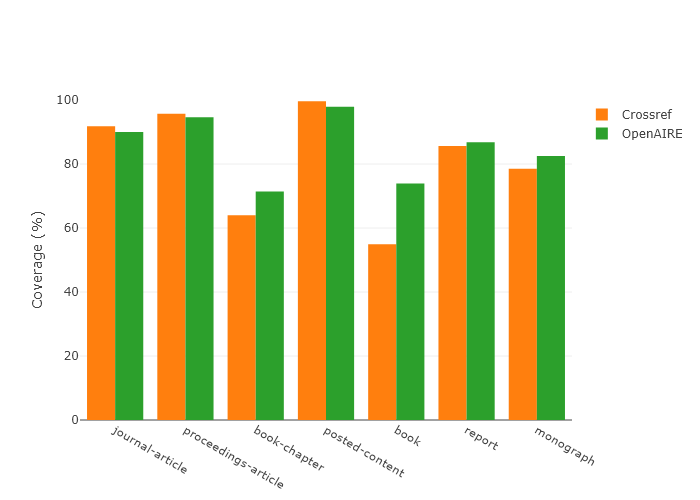 Coverage (%)
100
80
60
40
20
0
journal-article
proceedings-article
book-chapter
posted-content
book
report
monograph
Crossref
OpenAIRE